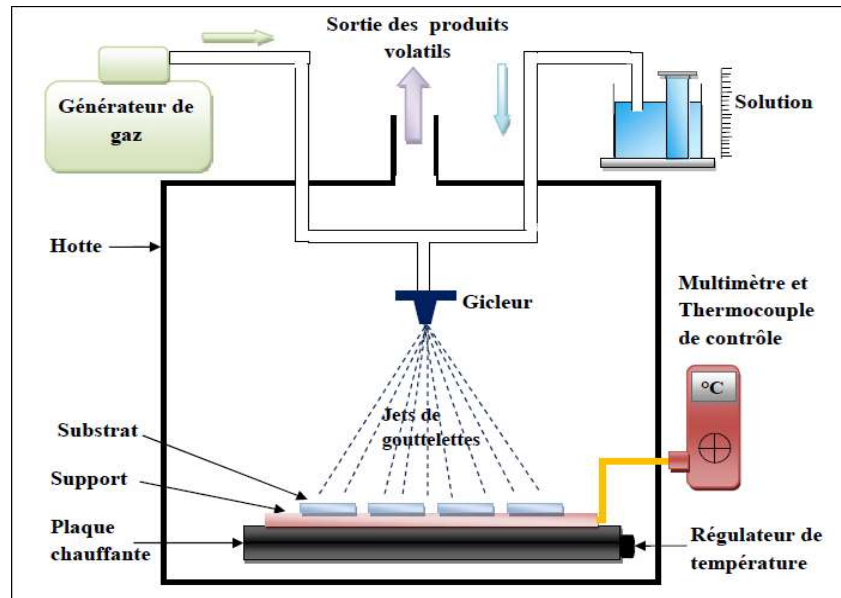 Sortie des produits
volatils
Générateur de
gaz
Solution
Hotte
Gicleur
Multimètre et
Thermocouple
de contrôle
°C
Jets de
gouttelettes
Substrat
Support
Plaque
chauffante
Régulateur de
température